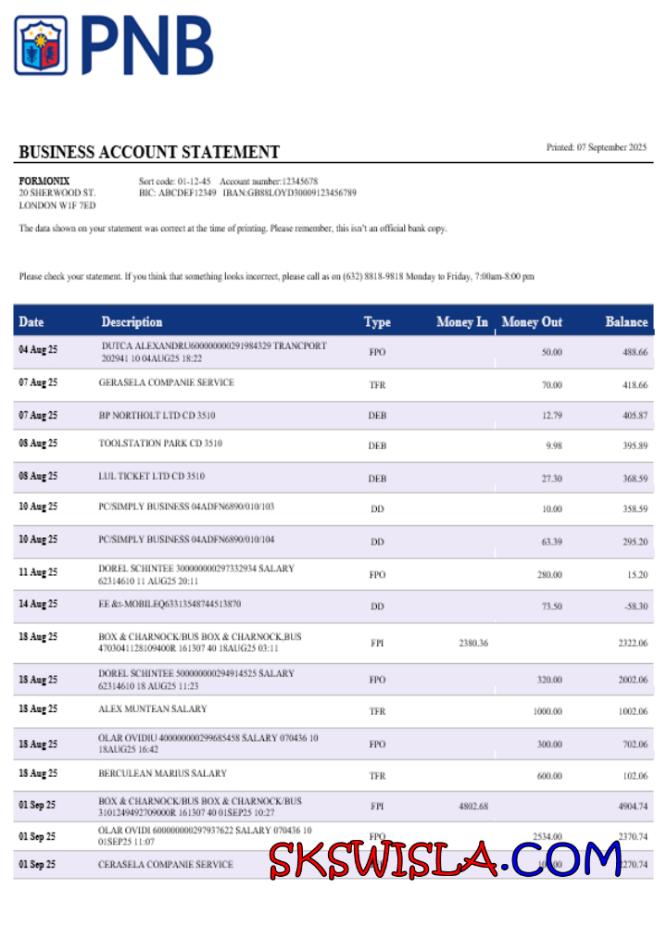 PNB
BUSINESS ACCOUNT STATEMENT
Printed: 07 September 2025
FORMONIX
Sort code: 01-12-45 Account number:12345678
20 SHERWOOD ST.
BIC: ABCDEF12349 IBAN:GB88LOYD30009123456789
LONDON W1F 7ED
The data shown on your statement was correct at the time of printing. Please remember, this isn’t an official bank copy.
Please check your statement. If you think that something looks incorrect, please call as on (632) 8818-9818 Monday to Friday, 7:00am-8:00 pm
Date Description Type Money In Money Out Balance
04 Aug 25 DUTCA ALEXANDRU600000000291984329 TRANCPORT
202941 10 04AUG25 18:22 FPO 50.00 488.66
07 Aug 25 GERASELA COMPANIE SERVICE TFR 70.00 418.66
07 Aug 25 BP NORTHOLT LTD CD 3510 DEB 12.79 405.87
08 Aug 25 TOOLSTATION PARK CD 3510 DEB 9.98 395.89
08 Aug 25 LUL TICKET LTD CD 3510 DEB 27.30 368.59
10 Aug 25 PC/SIMPLY BUSINESS 04ADFN6890/010/103 DD 10.00 358.59
10 Aug 25 PC/SIMPLY BUSINESS 04ADFN6890/010/104 DD 63.39 295.20
11 Aug 25 DOREL SCHINTEE 300000000297332934 SALARY
62314610 11 AUG25 20:11 FPO 280.00 15.20
14 Aug 25 EE &t-MOBILEQ63313548744513870 DD 73.50 -58.30
18 Aug 25 BOX & CHARNOCK/BUS BOX & CHARNOCK,BUS
4703041128109400R 161307 40 18AUG25 03:11 FPI 2380.36 2322.06
18 Aug 25 DOREL SCHINTEE 500000000294914525 SALARY
62314610 18 AUG25 11:23 FPO 320.00 2002.06
18 Aug 25 ALEX MUNTEAN SALARY TFR 1000.00 1002.06
18 Aug 25 OLAR OVIDIU 400000000299685458 SALARY 070436 10
18AUG25 16:42 FPO 300.00 702.06
18 Aug 25 BERCULEAN MARIUS SALARY TFR 600.00 102.06
01 Sep 25 BOX & CHARNOCK/BUS BOX & CHARNOCK/BUS
3101249492709000R 161307 40 01SEP25 10:27 FPI 4802.68 4904.74
01 Sep 25 OLAR OVIDI 600000000297937622 SALARY 070436 10
01SEP25 11:07 FPO 2534.00 2370.74
01 Sep 25 CERASELA COMPANIE SERVICE 2270.74
SKSWISLA.COM